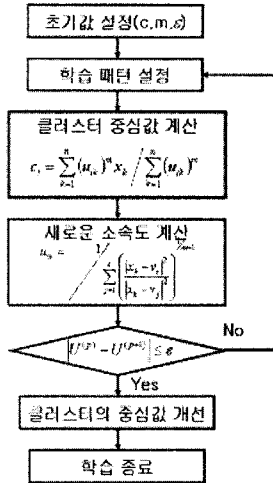 초기값 설정(c,m,ε)
학습 패턴 설정
클러스터 중심값 계산
새로운 소속도 계산
No
Yes
클러스터의 중심값 개선
학습 종료